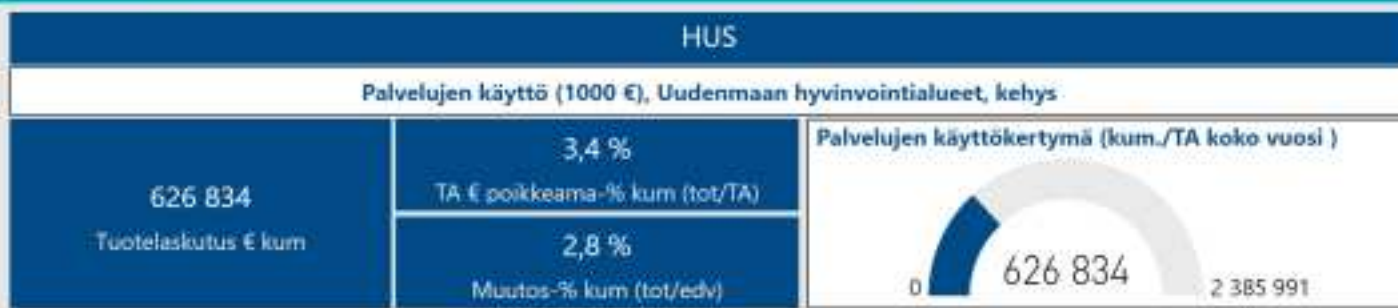 HUS
Palvelujen käyttö (1000 €), Uudenmaan hyvinvointialueet, kehys
626 834
Tuotelaskutus € kum
3,4 %
TA € poikkeama-% kum (tot/TA)
2,8 %
Muutos-% kum (tot/edv)
Palvelujen käyttökertymä (kum./TA koko vuosi )
0
626 834
2 385 991